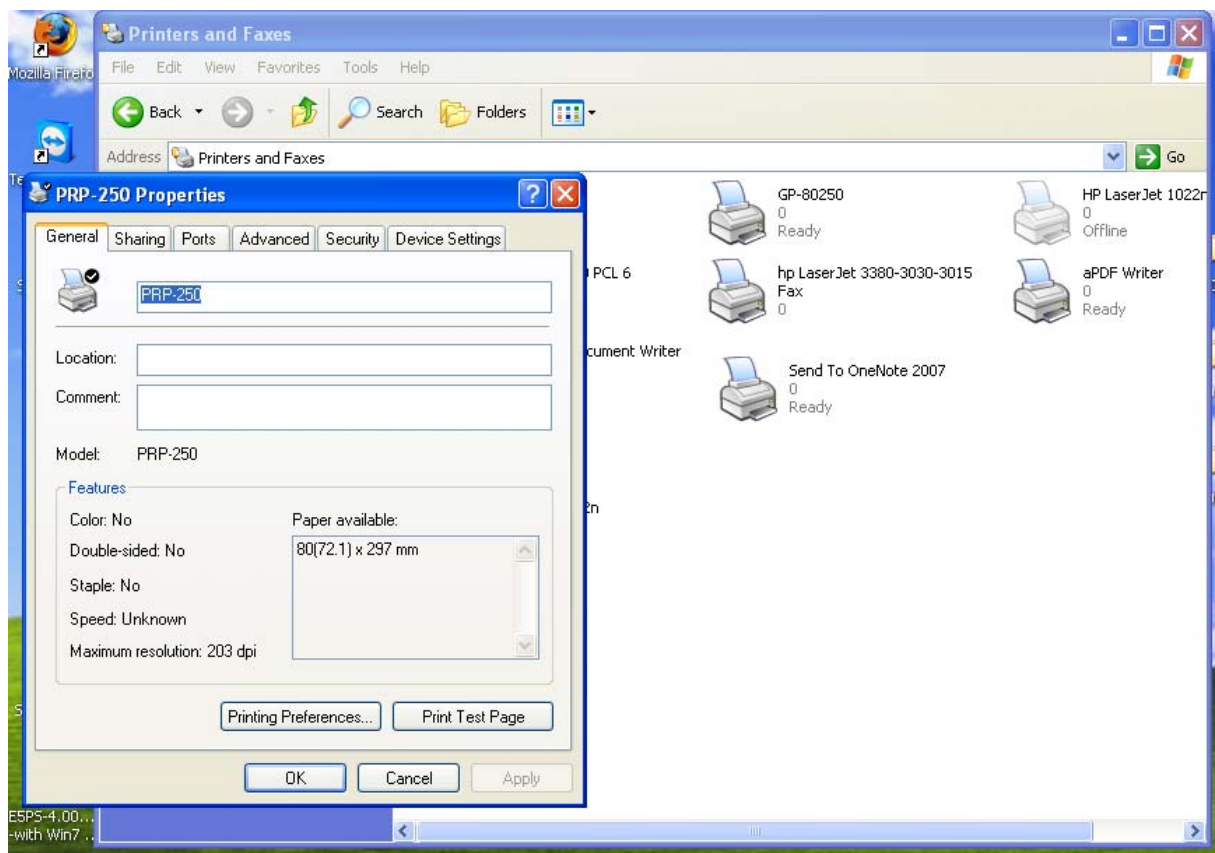 Mozilla Firefo
Printers and Faxes
File Edit View Favorites Tools Help
Back Search Folders
Address Printers and Faxes Go
Te
PRP-250 Properties
General Sharing Ports Advanced Security Device Settings
PRP-250
Location:
Comment:
Model: PRP-250
Features
Color: No
Double-sided: No
Staple: No
Speed: Unknown
Maximum resolution: 203 dpi
Paper available:
80(72.1) x 297 mm
Printing Preferences... Print Test Page
OK Cancel Apply
GP-80250
0
Ready
HP LaserJet 1022n
0
Offline
PCL 6
hp LaserJet 3380-3030-3015
Fax
0
aPDF Writer
0
Ready
cument Writer
Send To OneNote 2007
0
Ready
2n
E5PS-4.00...
-with Win7 ..